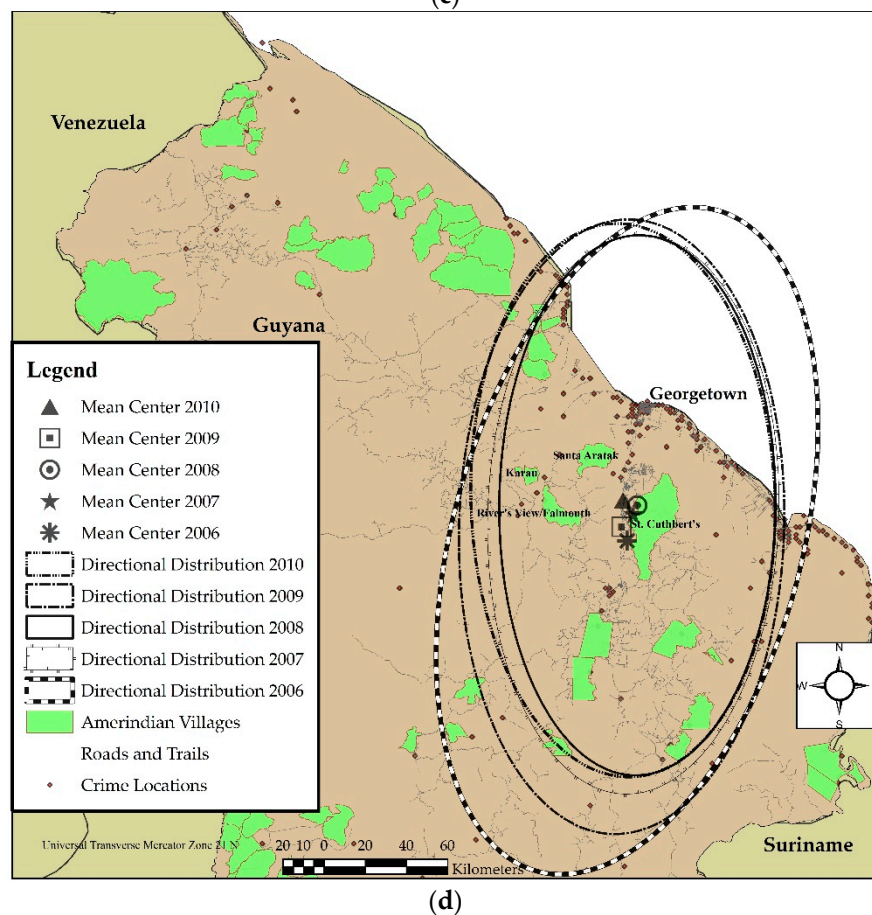 (c)
Venezuela
Guyana
Georgetown
Santa Aratak
Kurau
River's View/Falmouth
St. Cuthbert's
Legend
Mean Center 2010
Mean Center 2009
Mean Center 2008
Mean Center 2007
Mean Center 2006
Directional Distribution 2010
Directional Distribution 2009
Directional Distribution 2008
Directional Distribution 2007
Directional Distribution 2006
Amerindian Villages
Roads and Trails
Crime Locations
N
W E
S
Universal Transverse Mercator Zone 21 N
20 10 0 20 40 60
Kilometers
Suriname
(d)